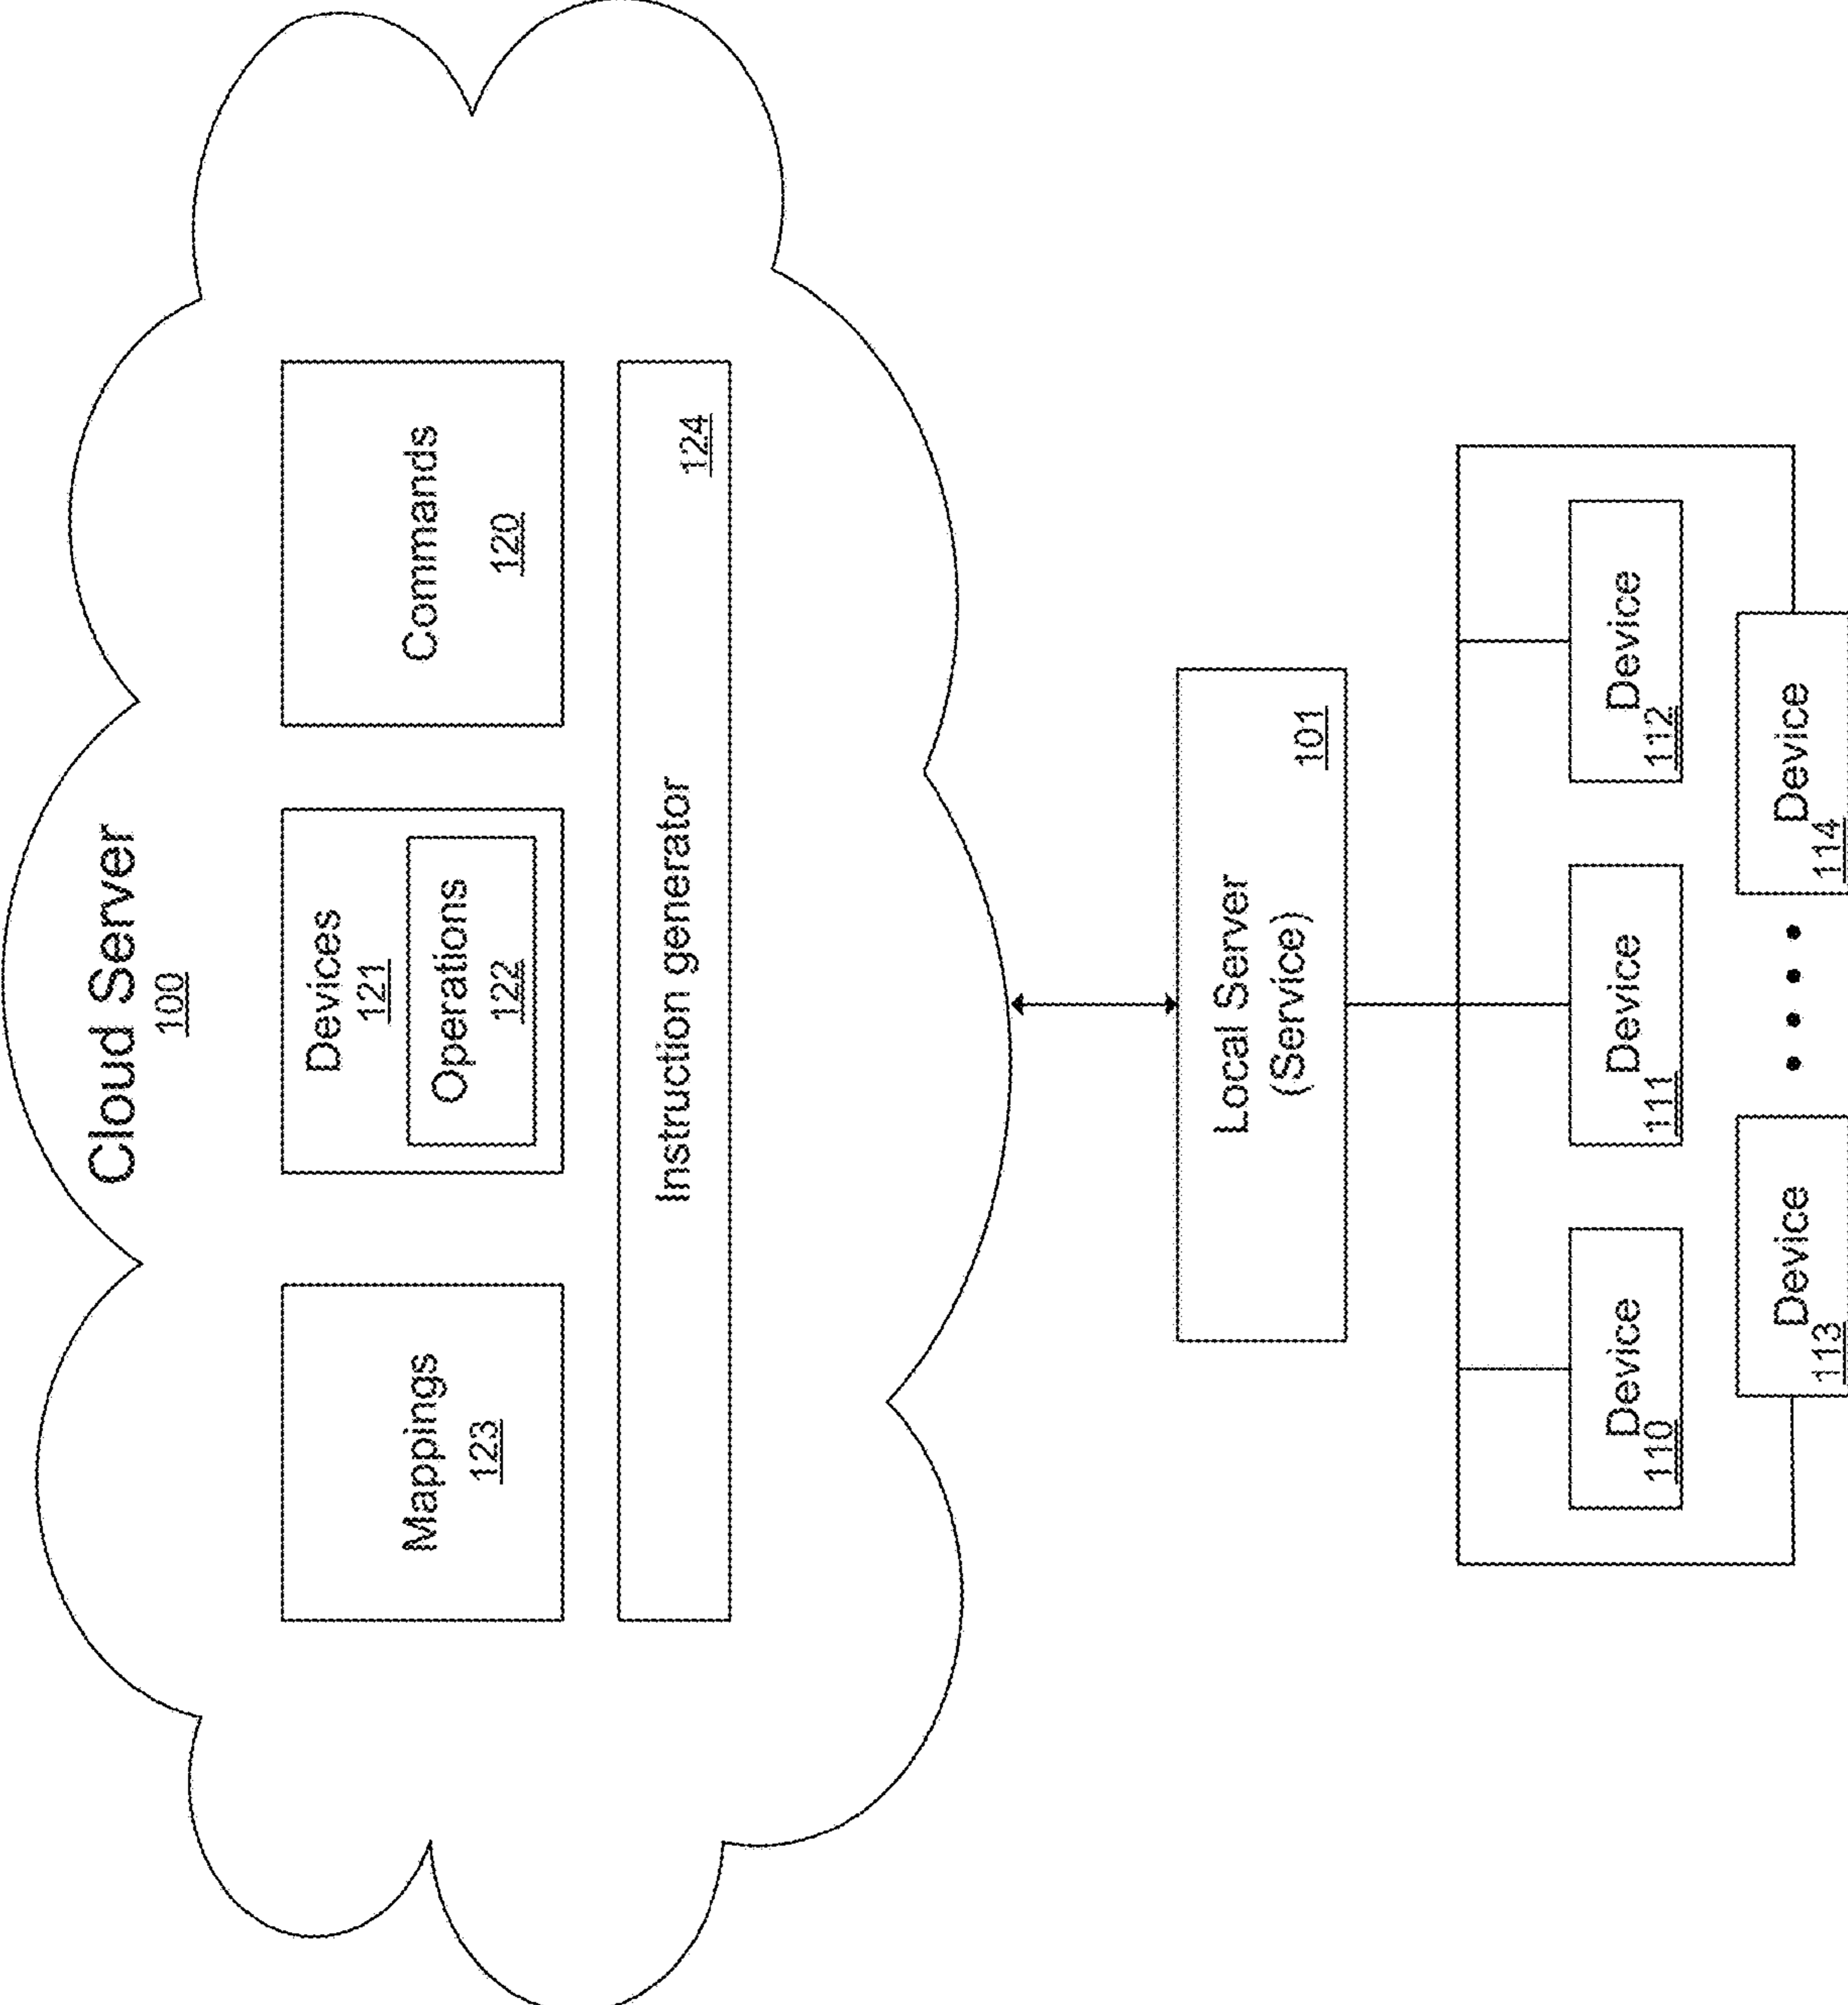 Cloud Server
100
Mappings
123
Devices
121
Operations
122
Commands
120
Instruction generator
124
Local Server
(Service)
101
Device
110
Device
111
Device
112
Device
113
Device
114